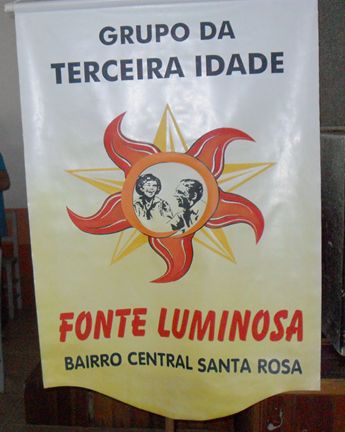 GRUPO DA
TERCEIRA IDADE
FONTE LUMINOSA
BAIRRO CENTRAL SANTA ROSA